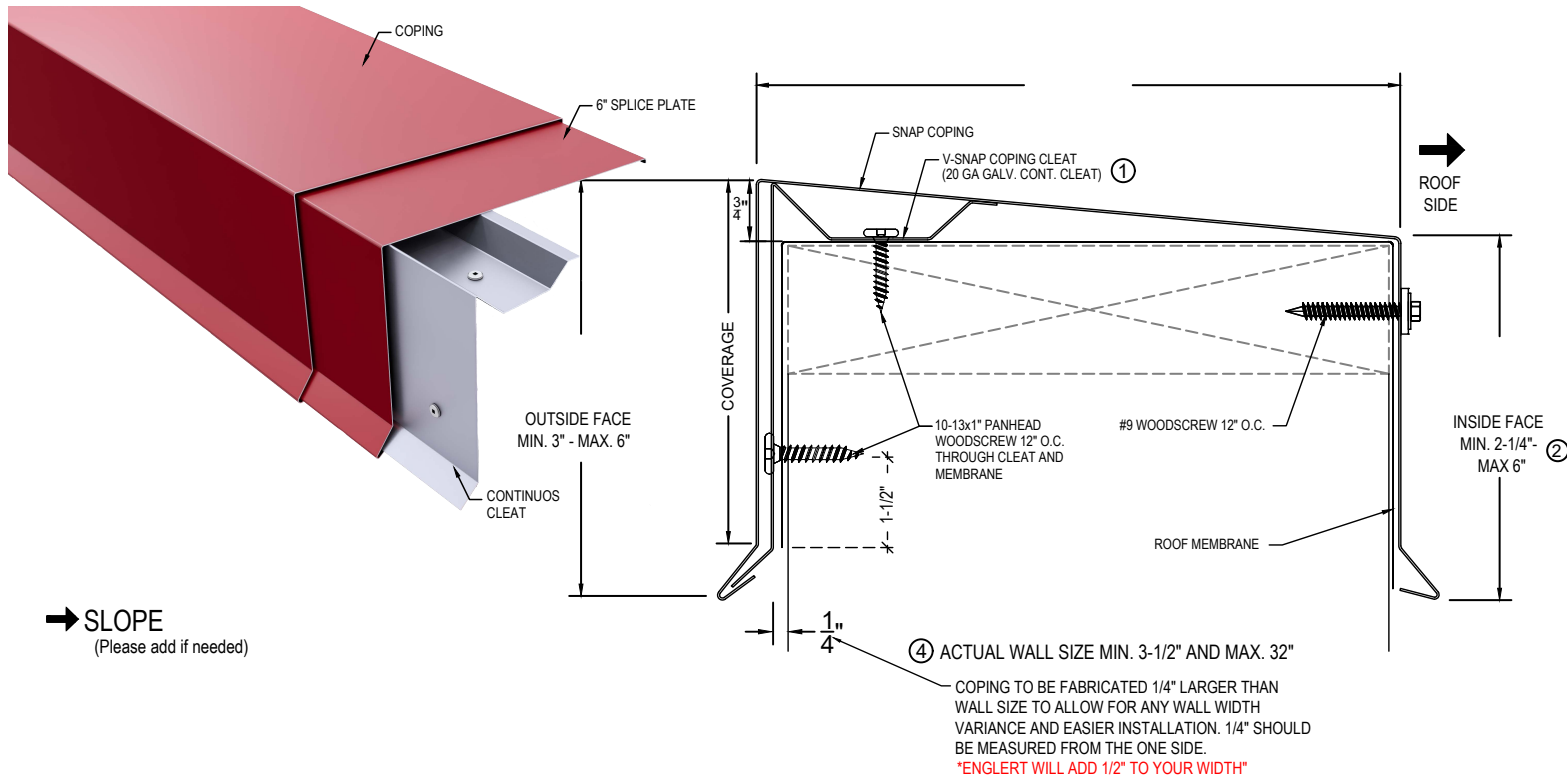 COPING
6" SPLICE PLATE
CONTINUOS
CLEAT
➡ SLOPE
(Please add if needed)
OUTSIDE FACE
MIN. 3" - MAX. 6"
COVERAGE
3/4"
SNAP COPING
V-SNAP COPING CLEAT
(20 GA GALV. CONT. CLEAT) ①
ROOF
SIDE
10-13x1" PANHEAD
WOODSCREW 12" O.C.
THROUGH CLEAT AND
MEMBRANE
1-1/2"
#9 WOODSCREW 12" O.C.
INSIDE FACE
MIN. 2-1/4"- ②
MAX 6"
ROOF MEMBRANE
1/4"
④ ACTUAL WALL SIZE MIN. 3-1/2" AND MAX. 32"
COPING TO BE FABRICATED 1/4" LARGER THAN
WALL SIZE TO ALLOW FOR ANY WALL WIDTH
VARIANCE AND EASIER INSTALLATION. 1/4" SHOULD
BE MEASURED FROM THE ONE SIDE.
*ENGLERT WILL ADD 1/2" TO YOUR WIDTH"